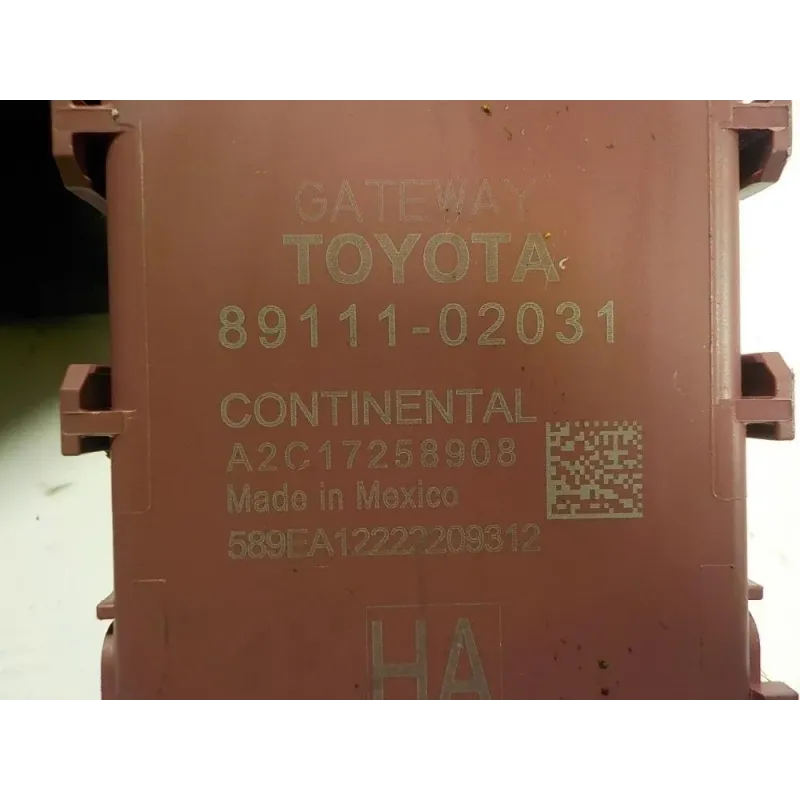 GATEWAY
TOYOTA
89111-02031
CONTINENTAL
A2C17258908
Made in Mexico
589EA12222209312
HA